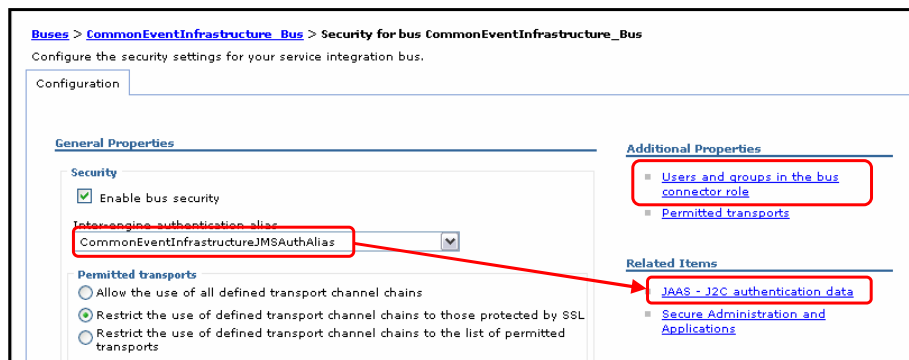 Buses > CommonEventInfrastructure_Bus > Security for bus CommonEventInfrastructure_Bus
Configure the security settings for your service integration bus.
Configuration
General Properties
Security
Enable bus security
Inter-engine authentication alias
CommonEventInfrastructureJMSAuthAlias
Permitted transports
Allow the use of all defined transport channel chains
Restrict the use of defined transport channel chains to those protected by SSL
Restrict the use of defined transport channel chains to the list of permitted
transports
Additional Properties
Users and groups in the bus
connector role
Permitted transports
Related Items
JAAS - J2C authentication data
Secure Administration and
Applications